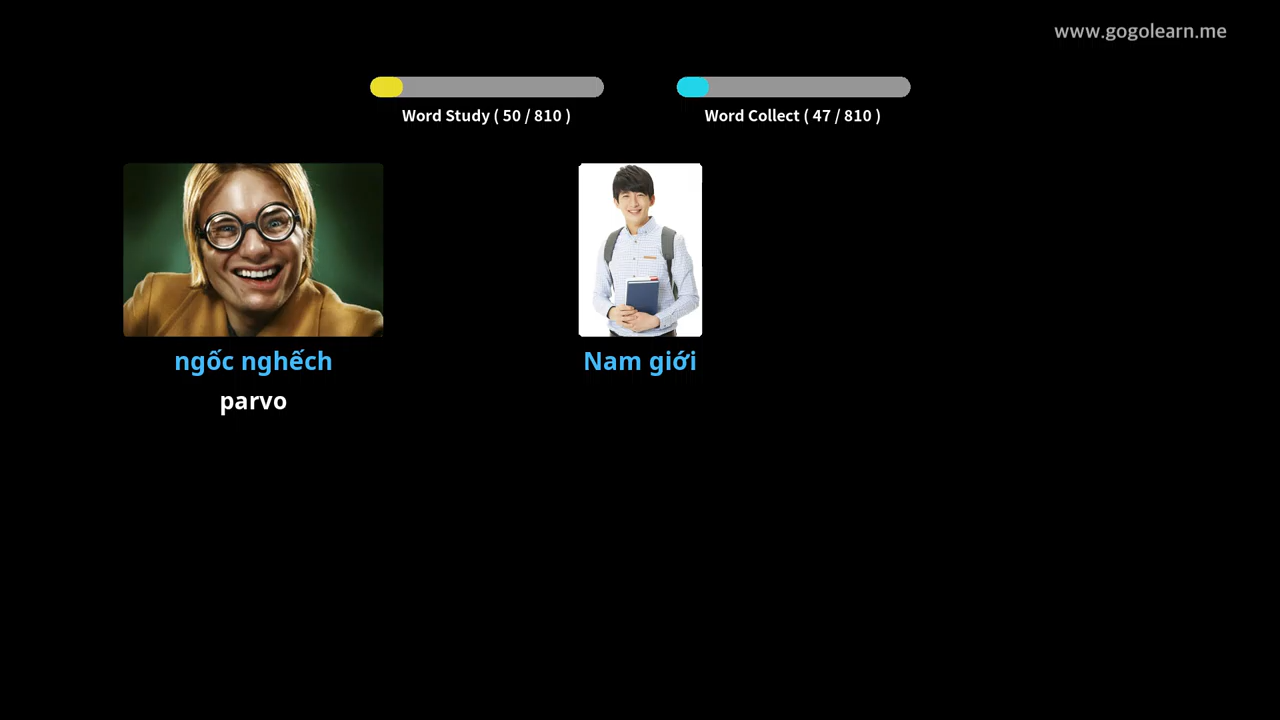 www.gogolearn.me
Word Study ( 50 / 810 )
Word Collect ( 47 / 810 )
ngốc nghếch
parvo
Nam giới